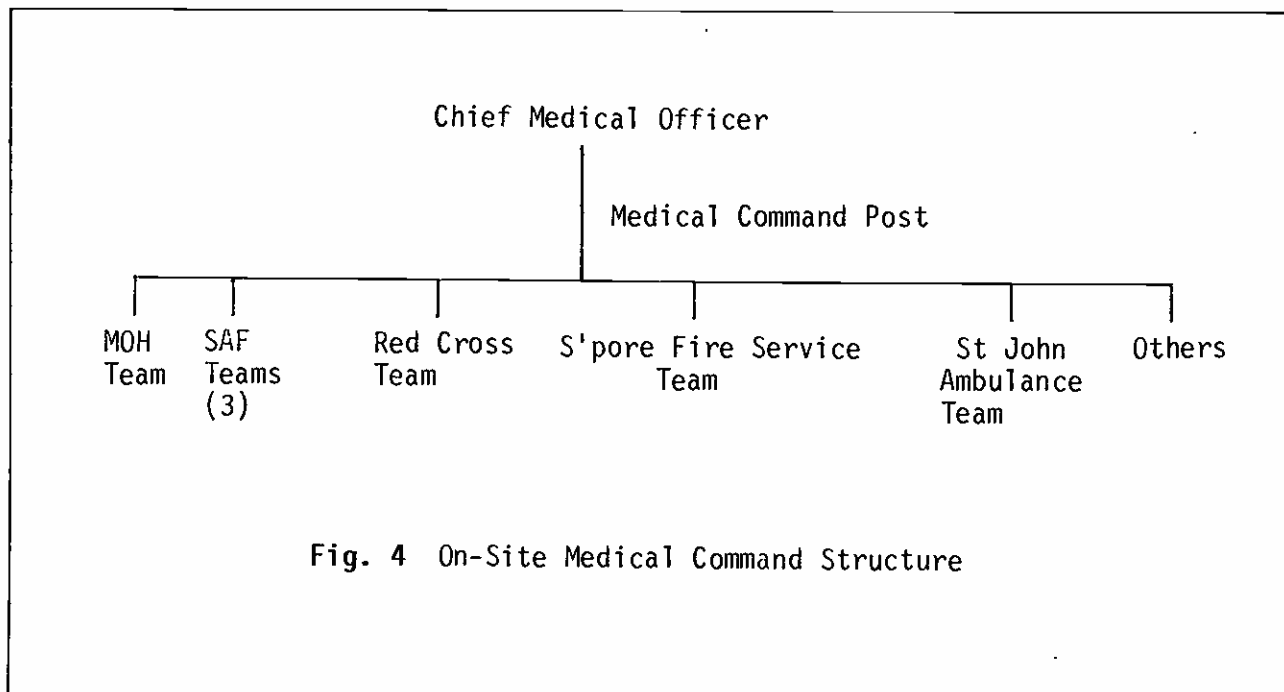 Chief Medical Officer
Medical Command Post
MOH
Team
SAF
Teams
(3)
Red Cross
Team
S'pore Fire Service
Team
St John
Ambulance
Team
Others
Fig. 4 On-Site Medical Command Structure